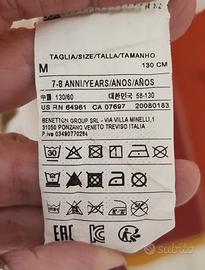 TAGLIA/SIZE/TALLA/TAMANHO
M 130 CM
7-8 ANNI/YEARS/ANOS/AÑOS
中国 130/60 대한민국 58-130
US RN 64961 CA 07697 20080183
BENETTON GROUP SRL - VIA VILLA MINELLI,1
31050 PONZANO VENETO TREVISO ITALIA
P.Iva 03490770264
EAC
subito